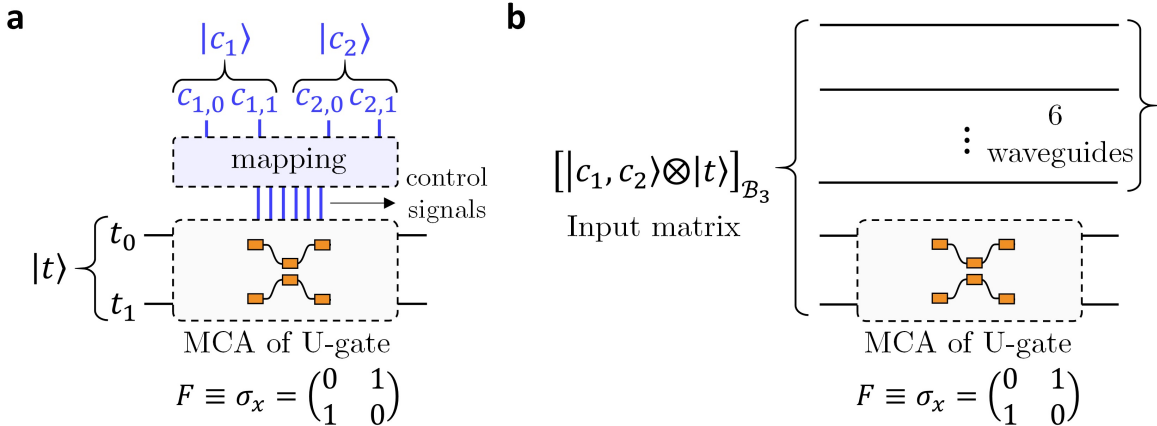 a
|c₁⟩ |c₂⟩
c₁,₀ c₁,₁ c₂,₀ c₂,₁
mapping
control
signals
|t⟩
t₀
t₁
MCA of U-gate
F ≡ σₓ = (0 1
1 0)
b
6
waveguides
[|c₁, c₂⟩⊗|t⟩]_ℬ₃
Input matrix
MCA of U-gate
F ≡ σₓ = (0 1
1 0)